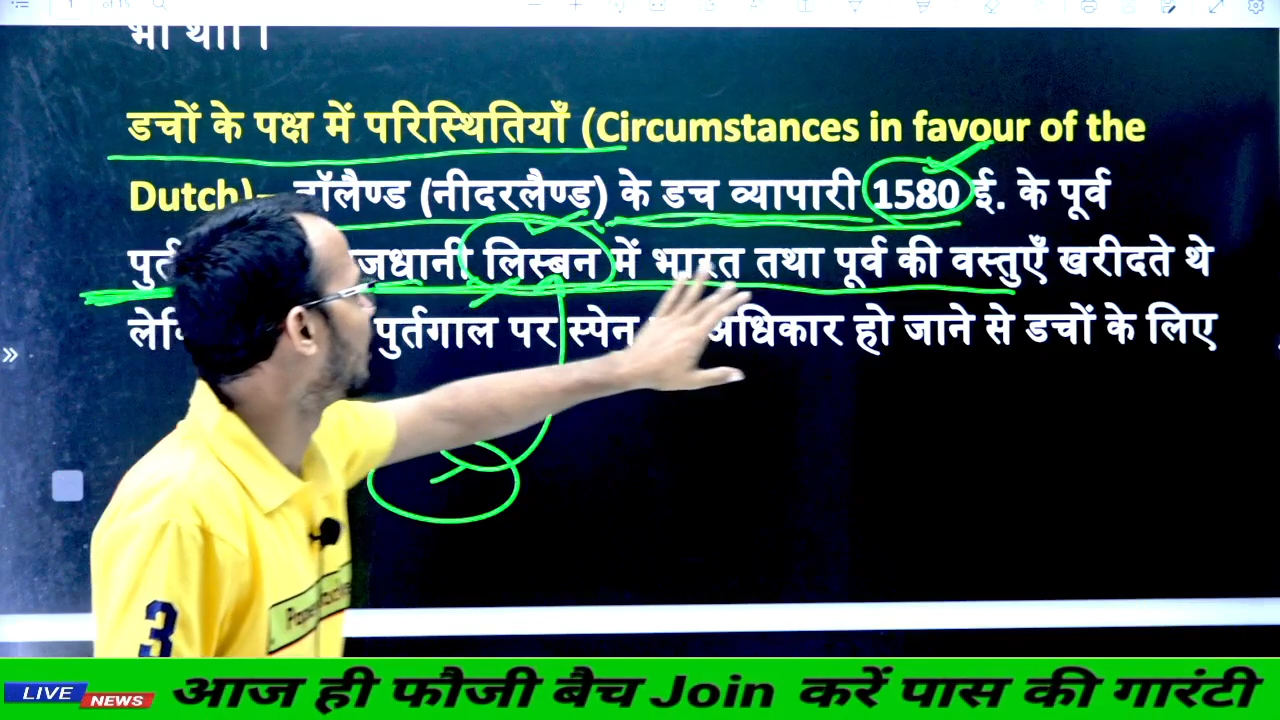 डचों के पक्ष में परिस्थितियाँ (Circumstances in favour of the
Dutch)– हॉलैण्ड (नीदरलैण्ड) के डच व्यापारी 1580 ई. के पूर्व
राजधानी लिस्बन में भारत तथा पूर्व की वस्तुएँ खरीदते थे
पुर्तगाल पर स्पेन अधिकार हो जाने से डचों के लिए
3
LIVE NEWS आज ही फौजी बैच Join करें पास की गारंटी